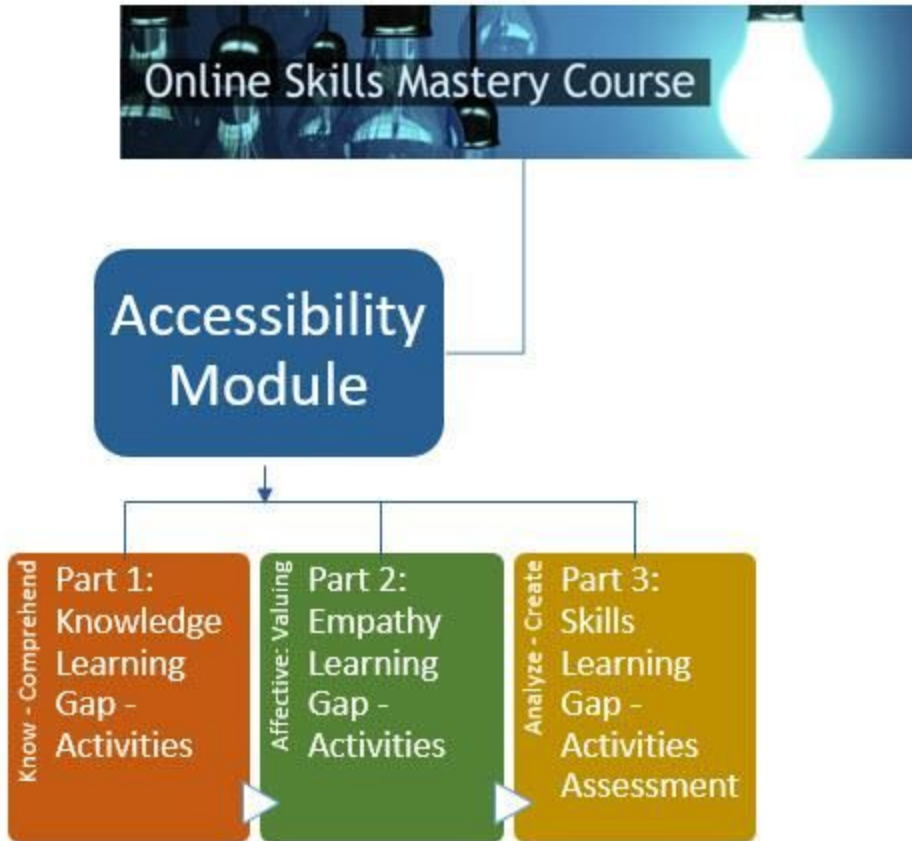 Online Skills Mastery Course
Accessibility
Module
Know - Comprehend
Part 1:
Knowledge
Learning
Gap -
Activities
Affective: Valuing
Part 2:
Empathy
Learning
Gap -
Activities
Analyze - Create
Part 3:
Skills
Learning
Gap -
Activities
Assessment